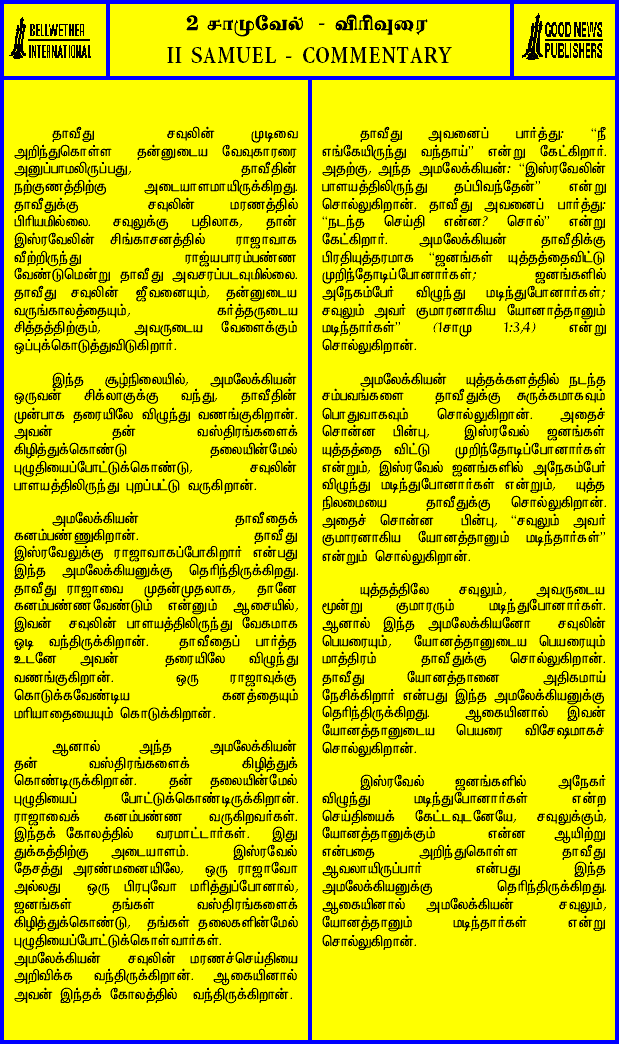 BELLWETHER
INTERNATIONAL
2 சாமுவேல் - விரிவுரை
II SAMUEL - COMMENTARY
GOOD NEWS
PUBLISHERS
தாவீது சவுலின் முடிவை
அறிந்துகொள்ள தன்னுடைய வேவுகாரரை
அனுப்பாமலிருப்பது, தாவீதின்
நற்குணத்திற்கு அடையாளமாயிருக்கிறது.
தாவீதுக்கு சவுலின் மரணத்தில்
பிரியமில்லை. சவுலுக்கு பதிலாக, தான்
இஸ்ரவேலின் சிங்காசனத்தில் ராஜாவாக
வீற்றிருந்து ராஜ்யபாரம்பண்ண
வேண்டுமென்று தாவீது அவசரப்படவுமில்லை.
தாவீது சவுலின் ஜீவனையும், தன்னுடைய
வருங்காலத்தையும், கர்த்தருடைய
சித்தத்திற்கும், அவருடைய வேளைக்கும்
ஒப்புக்கொடுத்துவிடுகிறார்.
இந்த சூழ்நிலையில், அமலேக்கியன்
ஒருவன் சிக்லாகுக்கு வந்து, தாவீதின்
முன்பாக தரையிலே விழுந்து வணங்குகிறான்.
அவன் தன் வஸ்திரங்களைக்
கிழித்துக்கொண்டு தலையின்மேல்
புழுதியைப்போட்டுக்கொண்டு, சவுலின்
பாளயத்திலிருந்து புறப்பட்டு வருகிறான்.
அமலேக்கியன் தாவீதைக்
கனம்பண்ணுகிறான். தாவீது
இஸ்ரவேலுக்கு ராஜாவாகப்போகிறார் என்பது
இந்த அமலேக்கியனுக்கு தெரிந்திருக்கிறது.
தாவீது ராஜாவை முதன்முதலாக, தானே
கனம்பண்ணவேண்டும் என்னும் ஆசையில்,
இவன் சவுலின் பாளயத்திலிருந்து வேகமாக
ஓடி வந்திருக்கிறான். தாவீதைப் பார்த்த
உடனே அவன் தரையிலே விழுந்து
வணங்குகிறான். ஒரு ராஜாவுக்கு
கொடுக்கவேண்டிய கனத்தையும்
மரியாதையையும் கொடுக்கிறான்.
ஆனால் அந்த அமலேக்கியன்
தன் வஸ்திரங்களைக் கிழித்துக்
கொண்டிருக்கிறான். தன் தலையின்மேல்
புழுதியைப் போட்டுக்கொண்டிருக்கிறான்.
ராஜாவைக் கனம்பண்ண வருகிறவர்கள்.
இந்தக் கோலத்தில் வரமாட்டார்கள். இது
துக்கத்திற்கு அடையாளம். இஸ்ரவேல்
தேசத்து அரண்மனையிலே, ஒரு ராஜாவோ
அல்லது ஒரு பிரபுவோ மரித்துப்போனால்,
ஜனங்கள் தங்கள் வஸ்திரங்களைக்
கிழித்துக்கொண்டு, தங்கள் தலைகளின்மேல்
புழுதியைப்போட்டுக்கொள்வார்கள்.
அமலேக்கியன் சவுலின் மரணச்செய்தியை
அறிவிக்க வந்திருக்கிறான். ஆகையினால்
அவன் இந்தக் கோலத்தில் வந்திருக்கிறான்.
தாவீது அவனைப் பார்த்து: “நீ
எங்கேயிருந்து வந்தாய்” என்று கேட்கிறார்.
அதற்கு, அந்த அமலேக்கியன்: “இஸ்ரவேலின்
பாளயத்திலிருந்து தப்பிவந்தேன்” என்று
சொல்லுகிறான். தாவீது அவனைப் பார்த்து:
“நடந்த செய்தி என்ன? சொல்” என்று
கேட்கிறார். அமலேக்கியன் தாவீதிக்கு
பிரதியுத்தரமாக “ஜனங்கள் யுத்தத்தைவிட்டு
முறிந்தோடிப்போனார்கள்; ஜனங்களில்
அநேகம்பேர் விழுந்து மடிந்துபோனார்கள்;
சவுலும் அவர் குமாரனாகிய யோனாத்தானும்
மடிந்தார்கள்” (1சாமு 1:3,4) என்று
சொல்லுகிறான்.
அமலேக்கியன் யுத்தக்களத்தில் நடந்த
சம்பவங்களை தாவீதுக்கு சுருக்கமாகவும்
பொதுவாகவும் சொல்லுகிறான். அதைச்
சொன்ன பின்பு, இஸ்ரவேல் ஜனங்கள்
யுத்தத்தை விட்டு முறிந்தோடிப்போனார்கள்
என்றும், இஸ்ரவேல் ஜனங்களில் அநேகம்பேர்
விழுந்து மடிந்துபோனார்கள் என்றும், யுத்த
நிலமையை தாவீதுக்கு சொல்லுகிறான்.
அதைச் சொன்ன பின்பு, “சவுலும் அவர்
குமாரனாகிய யோனத்தானும் மடிந்தார்கள்”
என்றும் சொல்லுகிறான்.
யுத்தத்திலே சவுலும், அவருடைய
மூன்று குமாரரும் மடிந்துபோனார்கள்.
ஆனால் இந்த அமலேக்கியனோ சவுலின்
பெயரையும், யோனத்தானுடைய பெயரையும்
மாத்திரம் தாவீதுக்கு சொல்லுகிறான்.
தாவீது யோனத்தானை அதிகமாய்
நேசிக்கிறார் என்பது இந்த அமலேக்கியனுக்கு
தெரிந்திருக்கிறது. ஆகையினால் இவன்
யோனத்தானுடைய பெயரை விசேஷமாகச்
சொல்லுகிறான்.
இஸ்ரவேல் ஜனங்களில் அநேகர்
விழுந்து மடிந்துபோனார்கள் என்ற
செய்தியைக் கேட்டவுடனேயே, சவுலுக்கும்,
யோனத்தானுக்கும் என்ன ஆயிற்று
என்பதை அறிந்துகொள்ள தாவீது
ஆவலாயிருப்பார் என்பது இந்த
அமலேக்கியனுக்கு தெரிந்திருக்கிறது.
ஆகையினால் அமலேக்கியன் சவுலும்,
யோனத்தானும் மடிந்தார்கள் என்று
சொல்லுகிறான்.